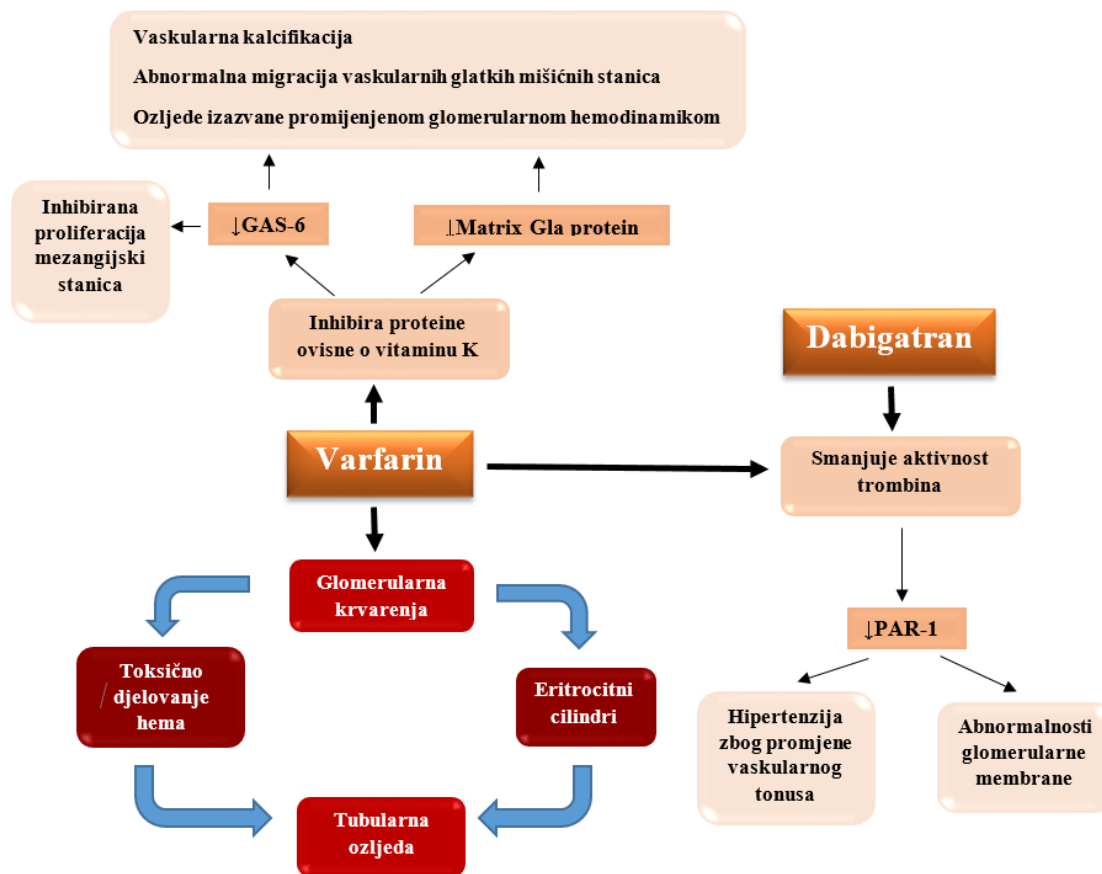 Vaskularna kalcifikacija
Abnormalna migracija vaskularnih glatkih mišićnih stanica
Ozljede izazvane promijenjenom glomerularnom hemodinamikom
Inhibirana
proliferacija
mezangijski
stanica
↓GAS-6
↓Matrix Gla protein
Inhibira proteine
ovisne o vitaminu K
Dabigatran
Varfarin
Smanjuje aktivnost
trombina
Glomerularna
krvarenja
↓PAR-1
Toksično
djelovanje
hema
Eritrocitni
cilindri
Hipertenzija
zbog promjene
vaskularnog
tonusa
Abnormalnosti
glomerularne
membrane
Tubularna
ozljeda